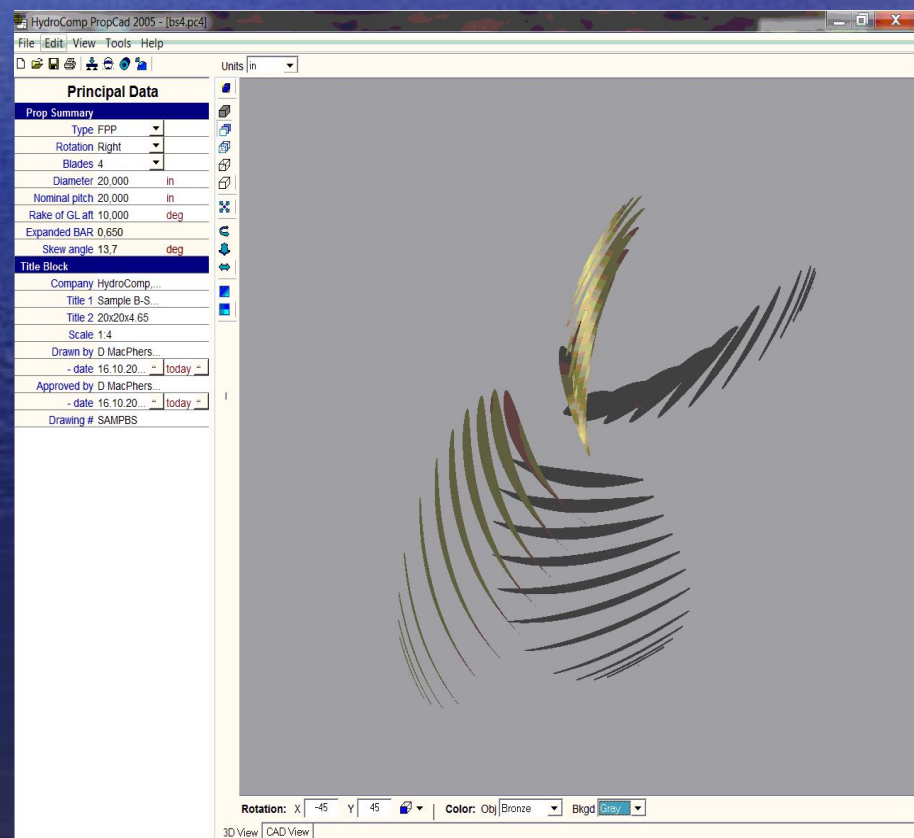 HydroComp PropCad 2005 - [bs4.pc4]
File Edit View Tools Help
Units in
Principal Data
Prop Summary
Type FPP
Rotation Right
Blades 4
Diameter 20,000 in
Nominal pitch 20,000 in
Rake of GL aft 10,000 deg
Expanded BAR 0,650
Skew angle 13,7 deg
Title Block
Company HydroComp,...
Title 1 Sample B-S...
Title 2 20x20x4.65
Scale 1:4
Drawn by D MacPhers...
- date 16.10.20... today
Approved by D MacPhers...
- date 16.10.20... today
Drawing # SAMPBS
Rotation: X -45 Y 45 Color: Obj Bronze Bkgd Gray
3D View CAD View